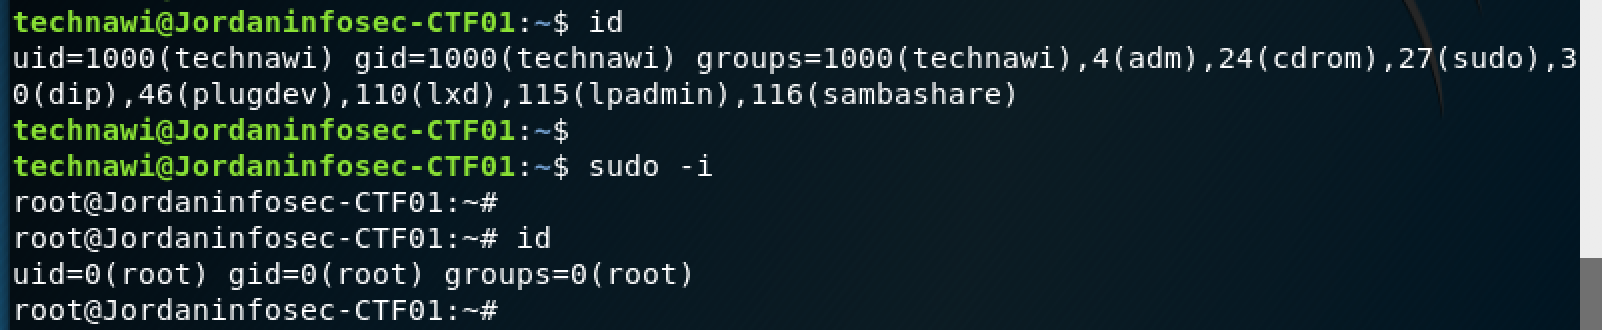 technawi@Jordaninfosec-CTF01:~$ id
uid=1000(technawi) gid=1000(technawi) groups=1000(technawi),4(adm),24(cdrom),27(sudo),3
0(dip),46(plugdev),110(lxd),115(lpadmin),116(sambashare)
technawi@Jordaninfosec-CTF01:~$
technawi@Jordaninfosec-CTF01:~$ sudo -i
root@Jordaninfosec-CTF01:~#
root@Jordaninfosec-CTF01:~# id
uid=0(root) gid=0(root) groups=0(root)
root@Jordaninfosec-CTF01:~#